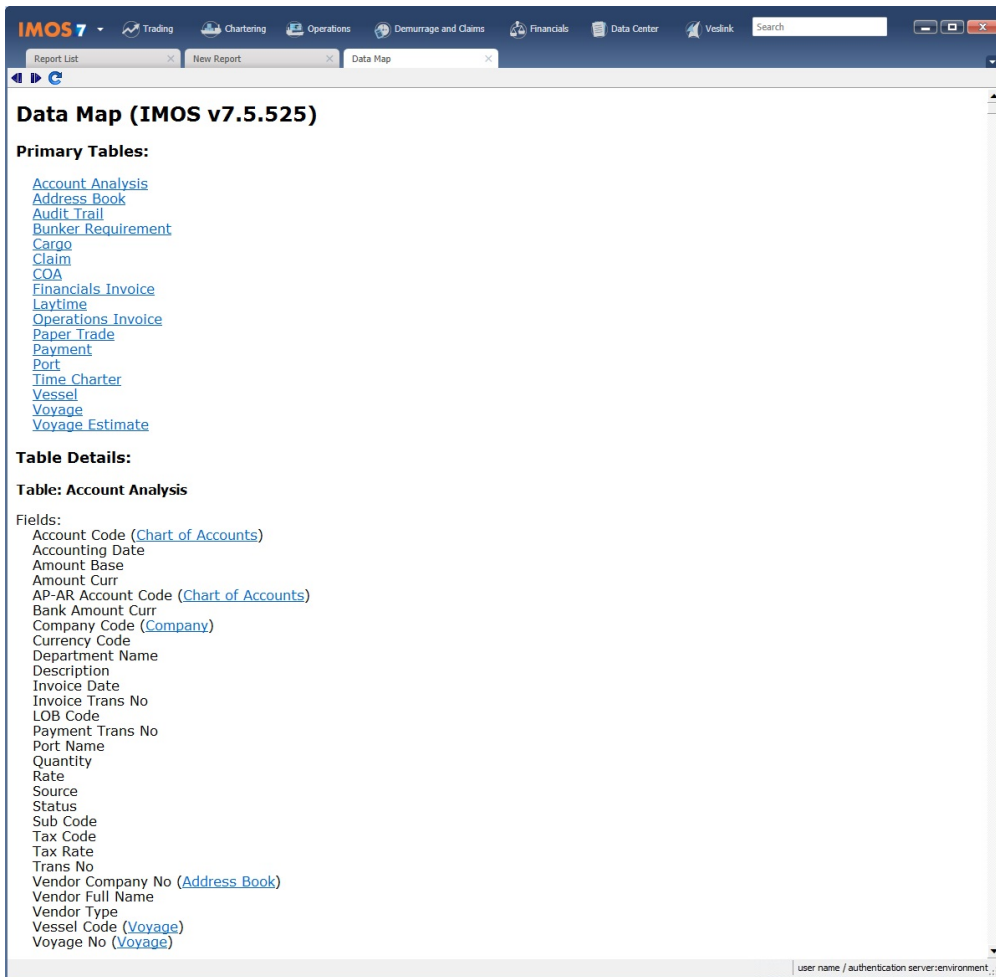 IMOS 7 Trading Chartering Operations Demurrage and Claims Financials Data Center Veslink Search
Report List New Report Data Map
Data Map (IMOS v7.5.525)
Primary Tables:
Account Analysis
Address Book
Audit Trail
Bunker Requirement
Cargo
Claim
COA
Financials Invoice
Laytime
Operations Invoice
Paper Trade
Payment
Port
Time Charter
Vessel
Voyage
Voyage Estimate
Table Details:
Table: Account Analysis
Fields:
Account Code (Chart of Accounts)
Accounting Date
Amount Base
Amount Curr
AP-AR Account Code (Chart of Accounts)
Bank Amount Curr
Company Code (Company)
Currency Code
Department Name
Description
Invoice Date
Invoice Trans No
LOB Code
Payment Trans No
Port Name
Quantity
Rate
Source
Status
Sub Code
Tax Code
Tax Rate
Trans No
Vendor Company No (Address Book)
Vendor Full Name
Vendor Type
Vessel Code (Voyage)
Voyage No (Voyage)
user name / authentication server:environment